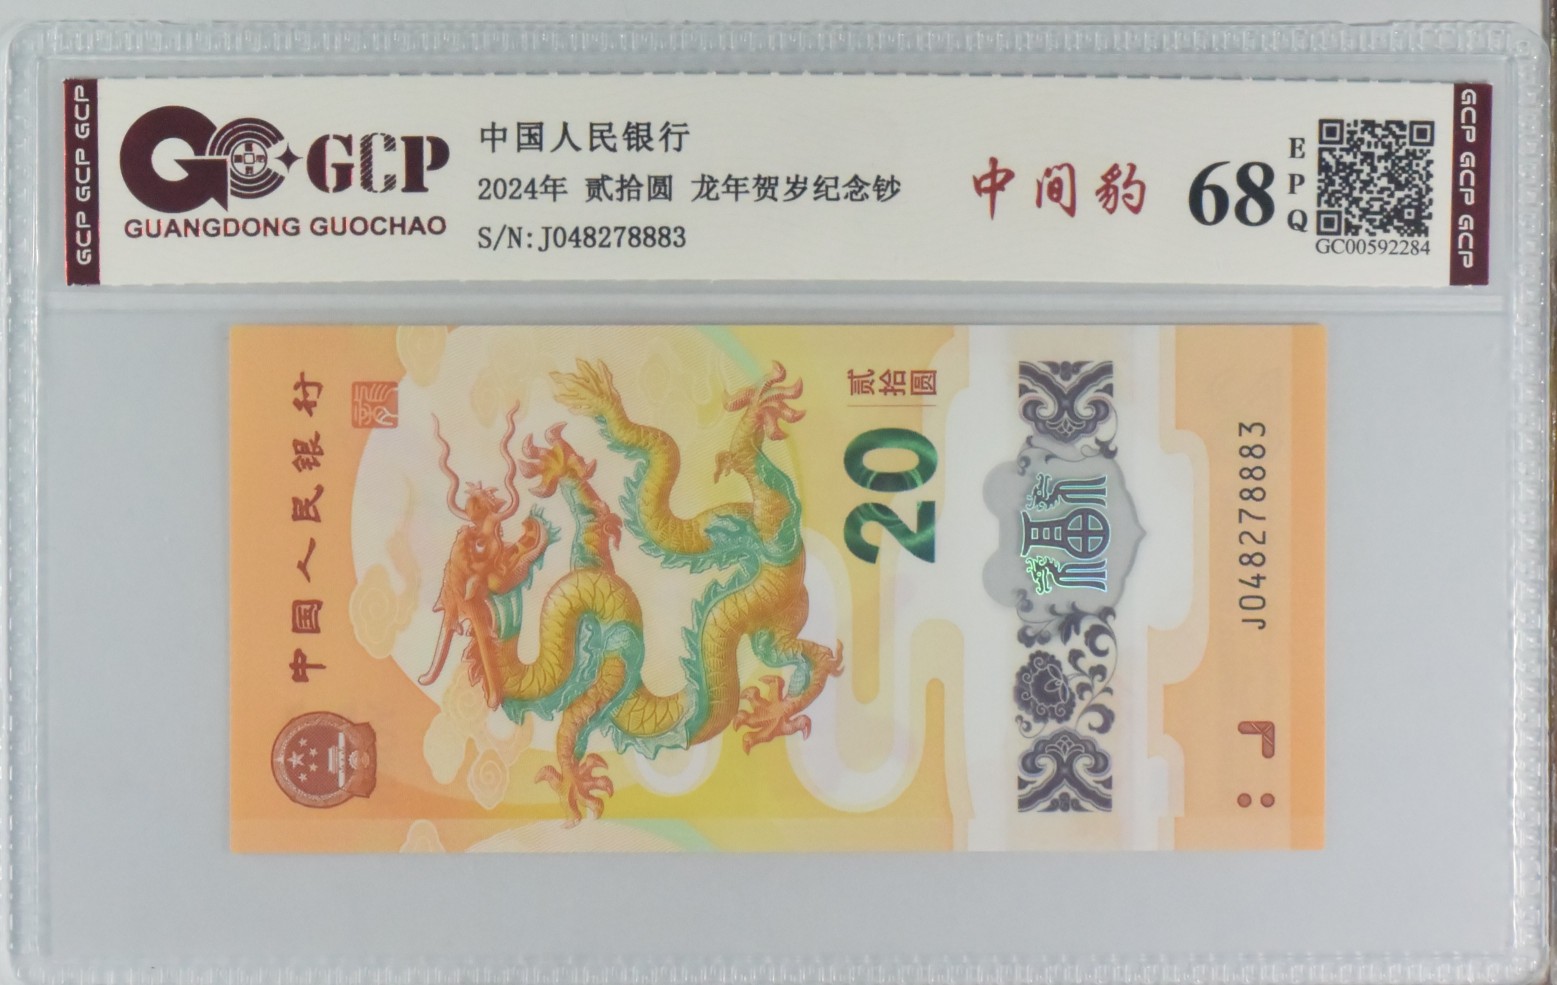 GCP GCP GCP
GCP
GUANGDONG GUOCHAO
中国人民银行
2024年 贰拾圆 龙年贺岁纪念钞
S/N:J048278883
中间豹
68
EPQ
GC00592284
GCP GCP GCP
中国人民银行
贰拾圆
20
J048278883